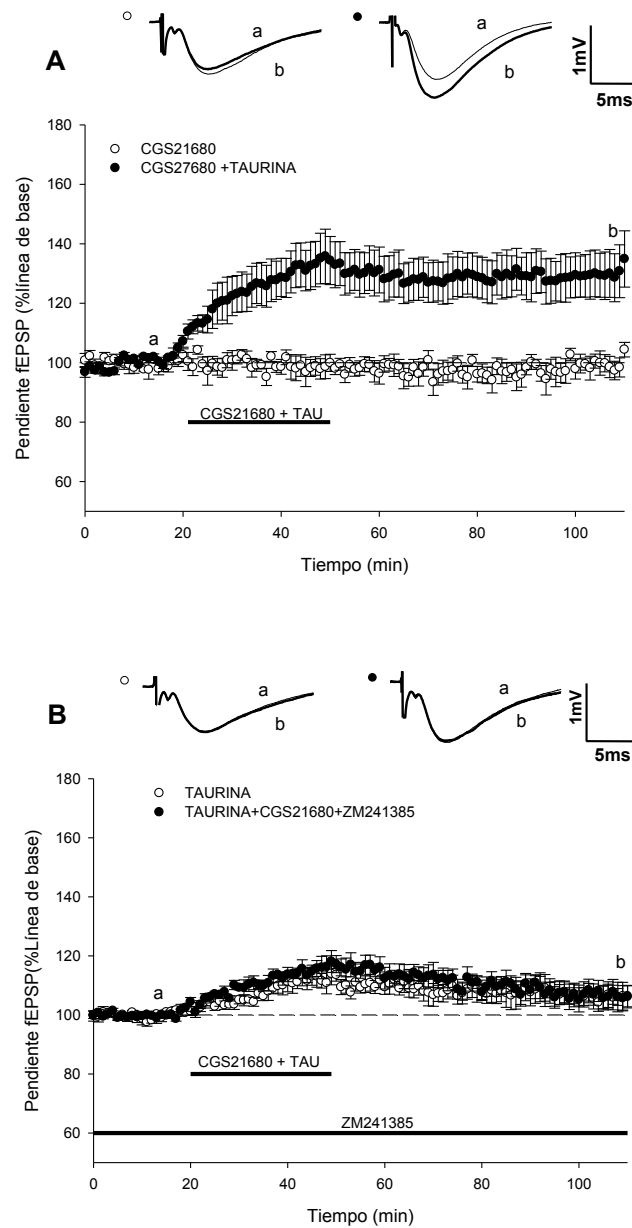 a
b
a
b
1mV
5ms
A
180
160
140
120
100
80
60
CGS21680
CGS27680 +TAURINA
a
b
CGS21680 + TAU
Pendiente fEPSP (%línea de base)
0
20
40
60
80
100
Tiempo (min)
a
b
a
b
1mV
5ms
B
180
160
140
120
100
80
60
TAURINA
TAURINA+CGS21680+ZM241385
a
b
CGS21680 + TAU
ZM241385
Pendiente fEPSP(%Línea de base)
0
20
40
60
80
100
Tiempo (min)